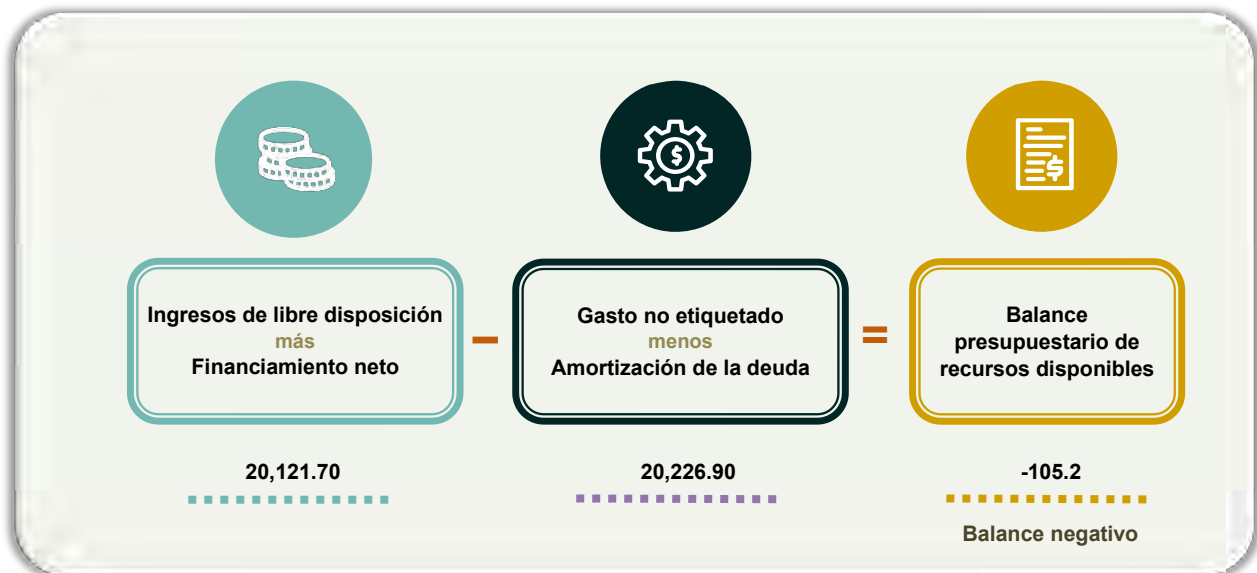 Ingresos de libre disposición
más
Financiamiento neto
–
Gasto no etiquetado
menos
Amortización de la deuda
=
Balance
presupuestario de
recursos disponibles
20,121.70
20,226.90
-105.2
Balance negativo